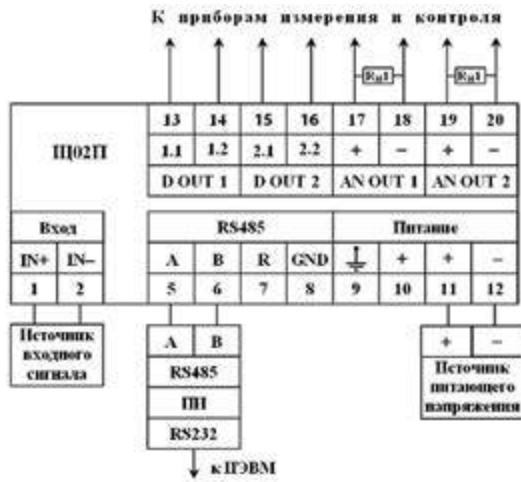 К приборам измерения и контроля
Rн1 Rн1
13 14 15 16 17 18 19 20
Щ02П 1.1 1.2 2.1 2.2 + − + −
D OUT 1 D OUT 2 AN OUT 1 AN OUT 2
Вход RS485 Питание
IN+ IN− A B R GND + + −
1 2 5 6 7 8 9 10 11 12
Источник
входного
сигнала
A B
RS485
ПИ
RS232
+ −
Источник
питающего
напряжения
к ПЭВМ